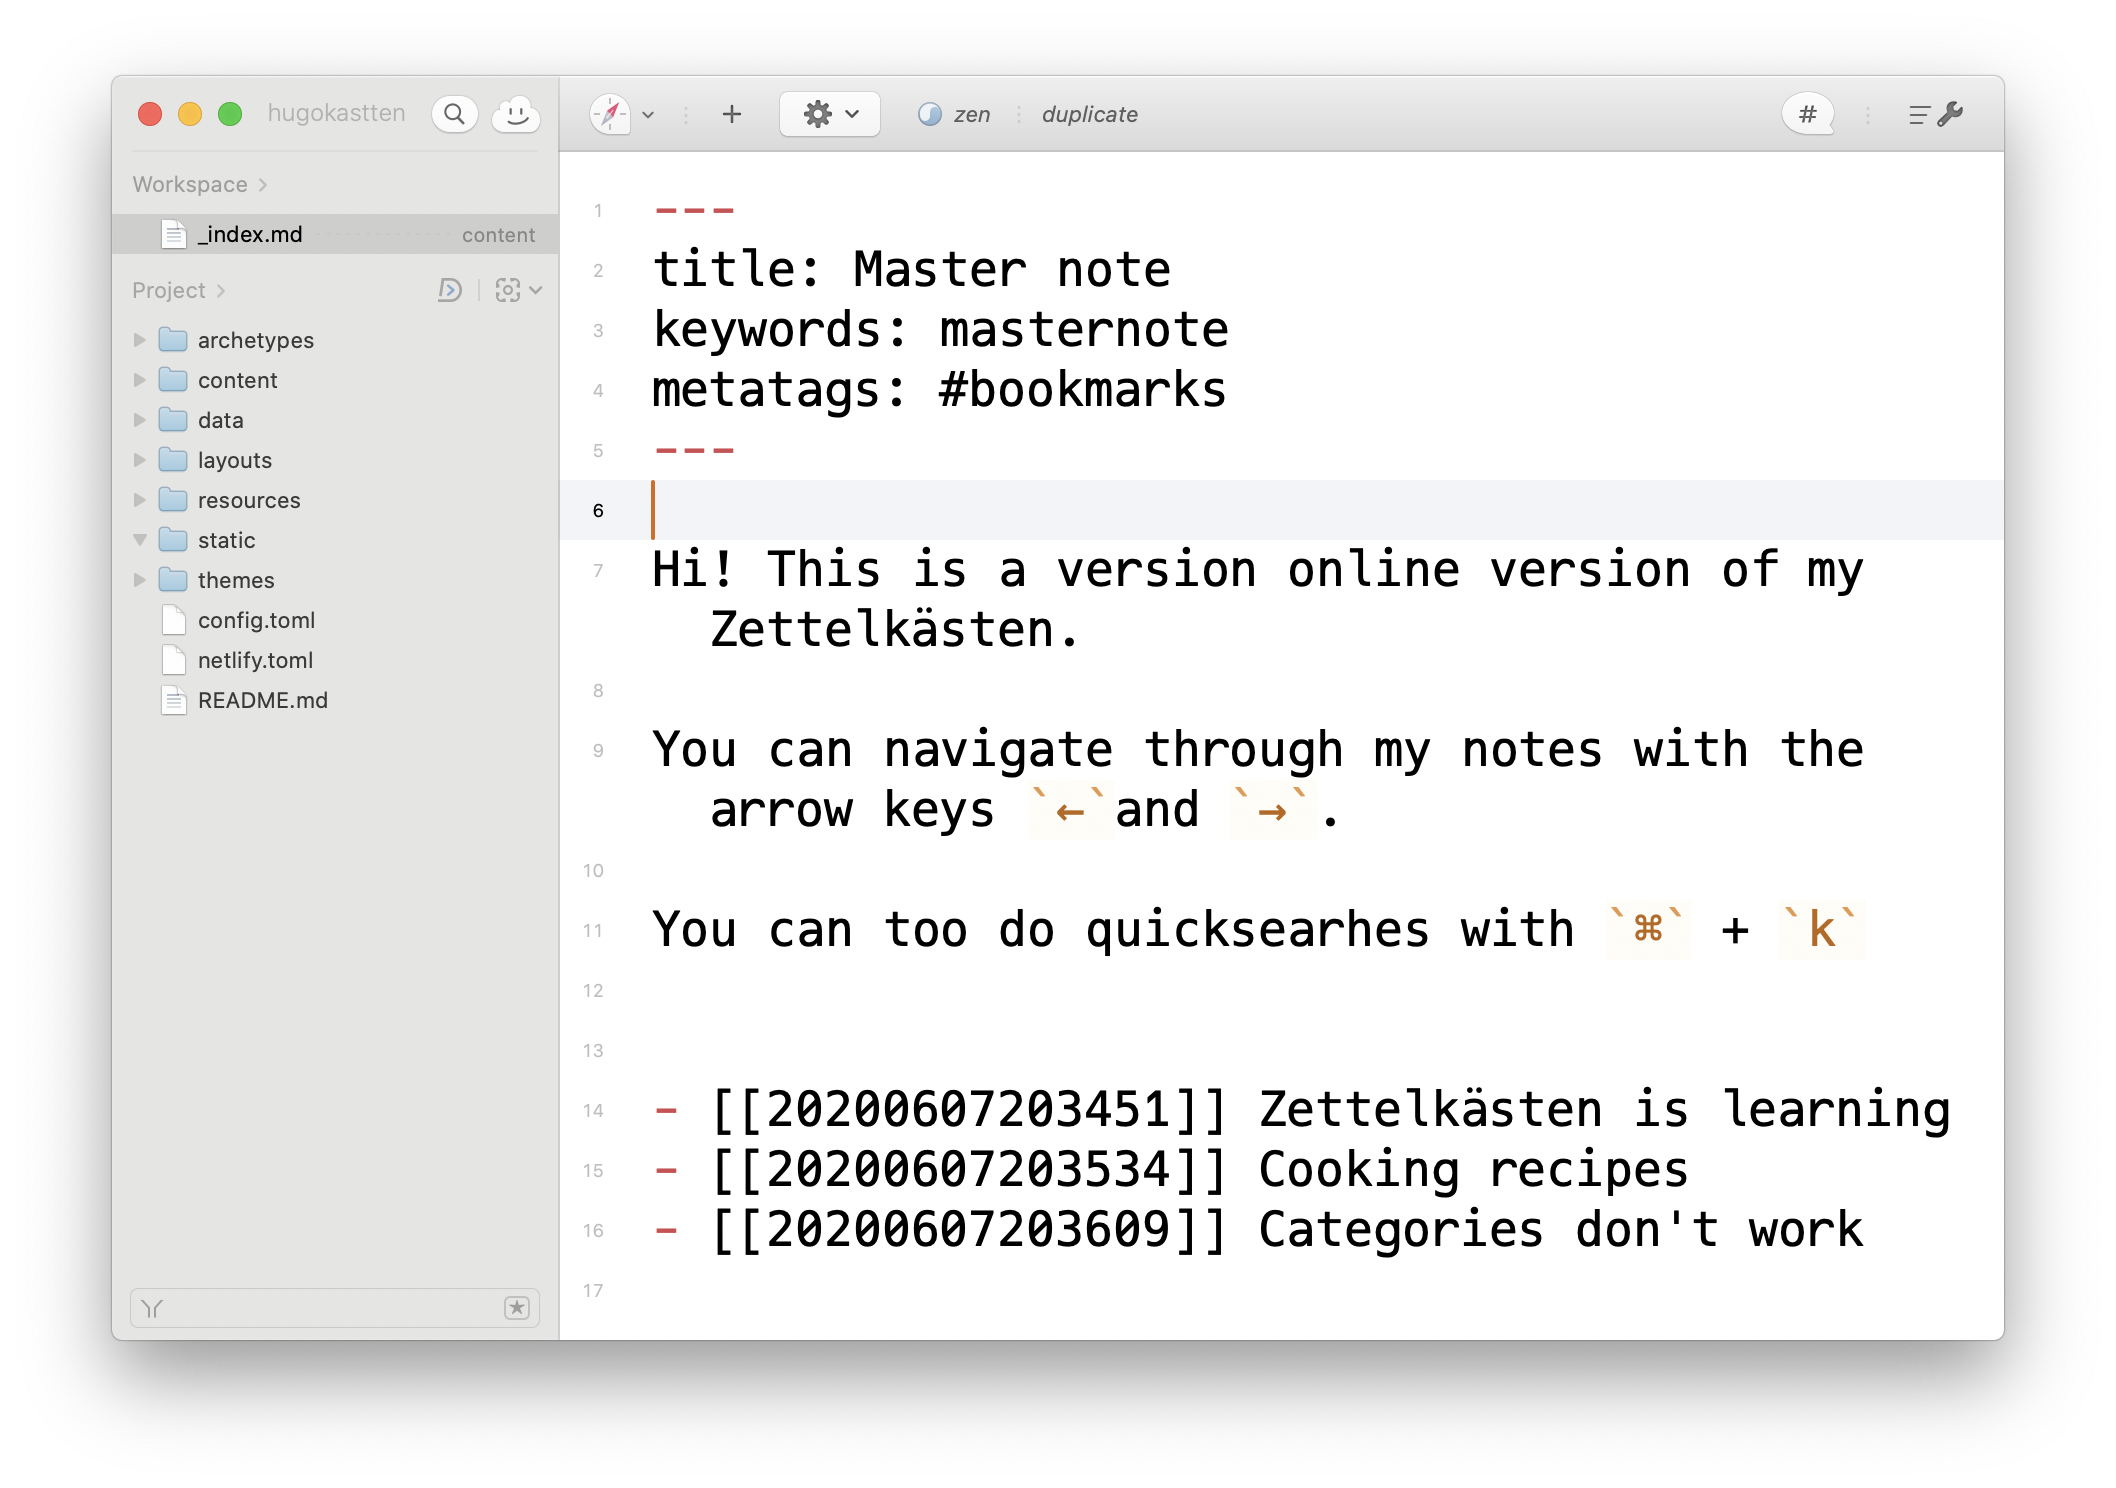 hugokastten
zen
duplicate
#
Workspace
_index.md content
Project
archetypes
content
data
layouts
resources
static
themes
config.toml
netlify.toml
README.md
1 ---
2 title: Master note
3 keywords: masternote
4 metatags: #bookmarks
5 ---
6
7 Hi! This is a version online version of my
Zettelkästen.
8
9 You can navigate through my notes with the
arrow keys `←`and `→`.
10
11 You can too do quicksearhes with `⌘` + `k`
12
13
14 - [[20200607203451]] Zettelkästen is learning
15 - [[20200607203534]] Cooking recipes
16 - [[20200607203609]] Categories don't work
17